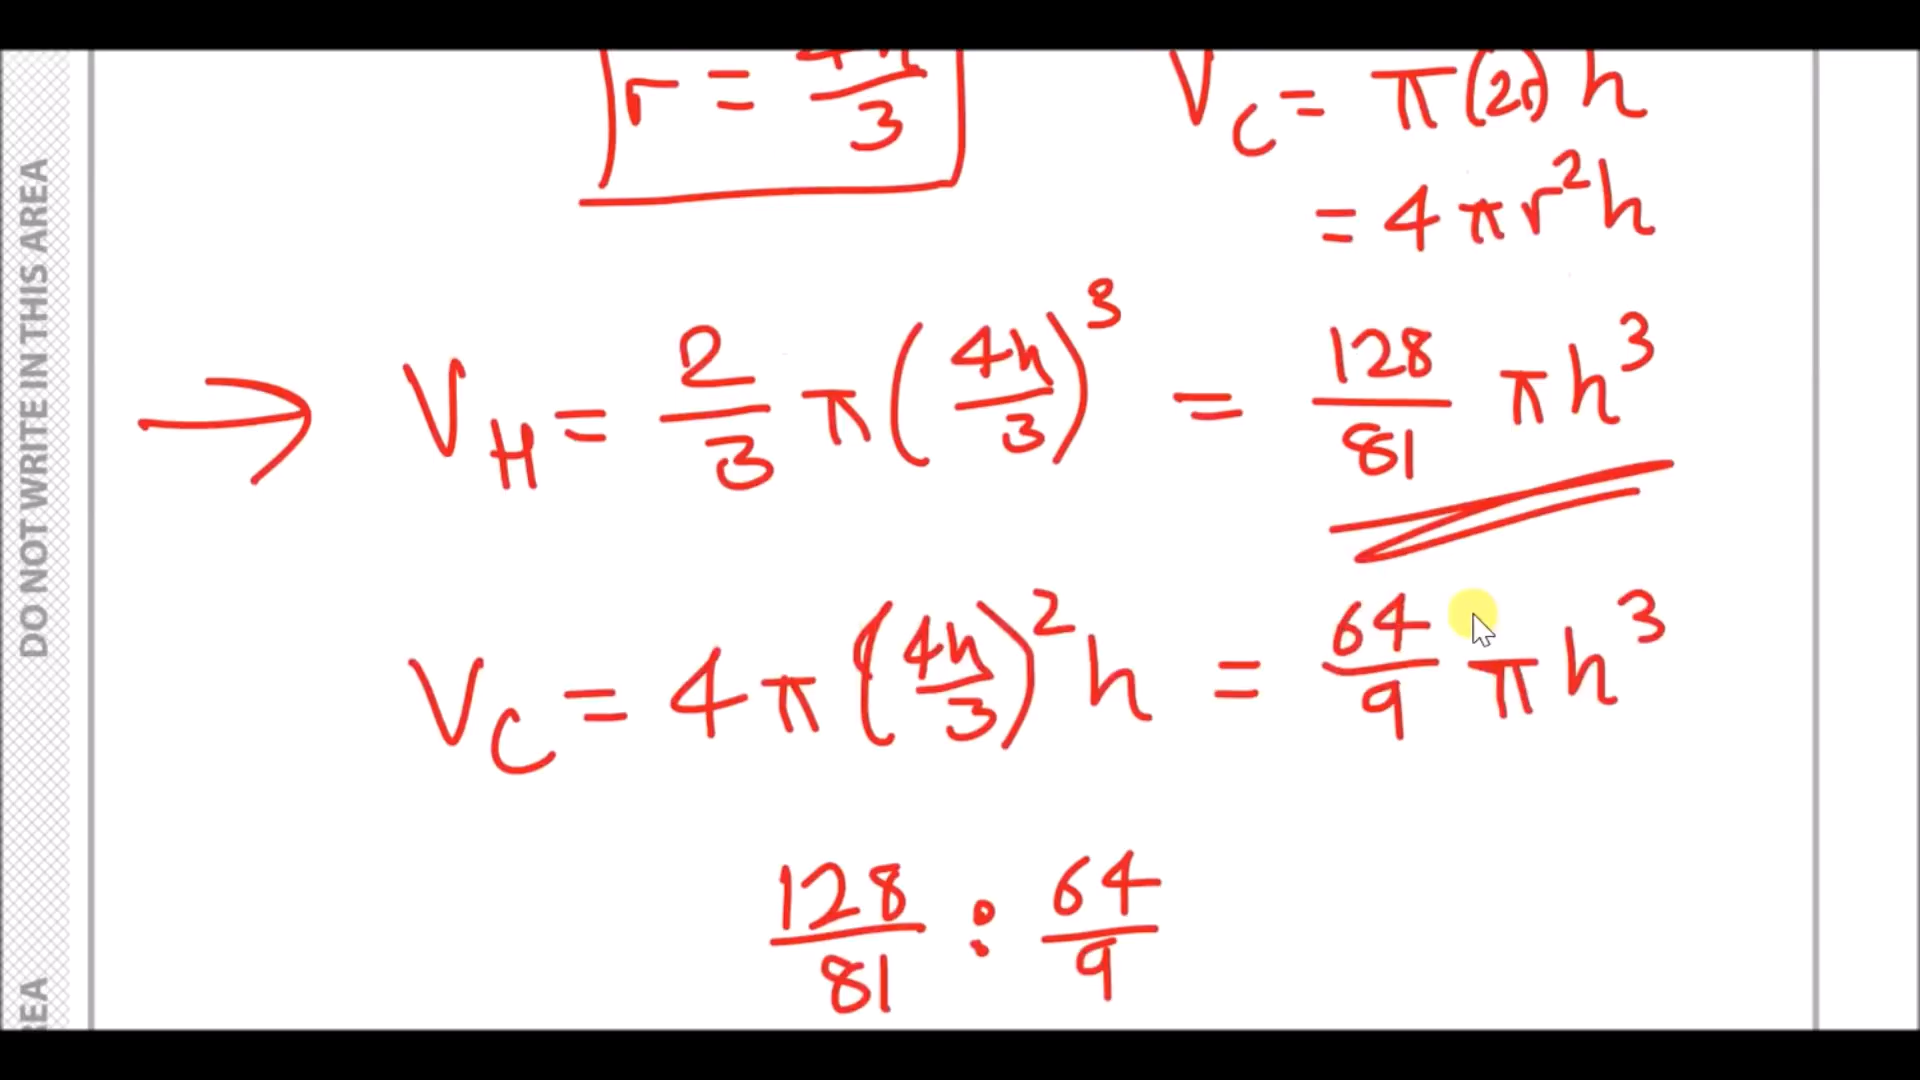 DO NOT WRITE IN THIS AREA
REA
r = 4h/3
V_C = π(2r) h
= 4πr²h
→ V_H = 2/3 π(4h/3)³ = 128/81 πh³
V_C = 4π(4h/3)²h = 64/9 πh³
128/81 : 64/9